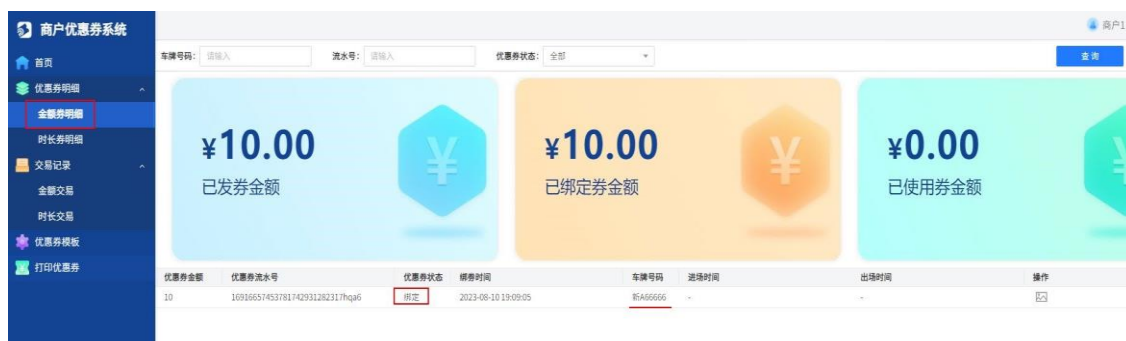 商户优惠券系统
商户1
首页
车牌号码： 请输入 流水号： 请输入 优惠券状态： 全部 查询
优惠券明细
金额券明细
时长券明细
交易记录
金额交易
时长交易
优惠券模板
打印优惠券
¥10.00
已发券金额
¥10.00
已绑定券金额
¥0.00
已使用券金额
优惠券金额 优惠券流水号 优惠券状态 绑券时间 车牌号码 进场时间 出场时间 操作
10 1691665745378174293128231​7hqa6 绑定 2023-08-10 19:09:05 新A66666 - -